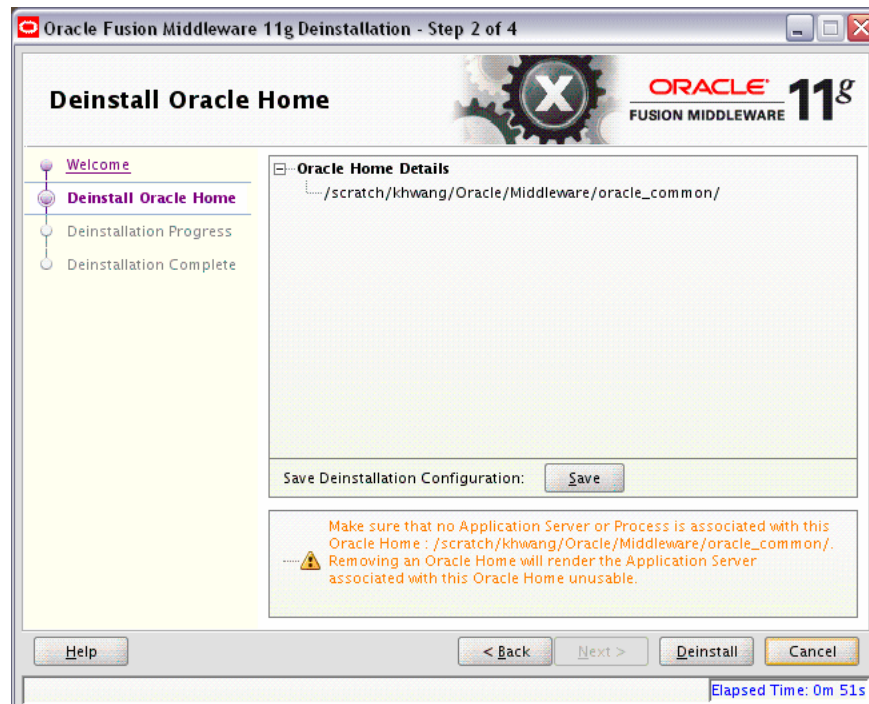 Oracle Fusion Middleware 11g Deinstallation - Step 2 of 4
Deinstall Oracle Home
ORACLE
FUSION MIDDLEWARE
11g
Welcome
Deinstall Oracle Home
Deinstallation Progress
Deinstallation Complete
Oracle Home Details
/scratch/khwang/Oracle/Middleware/oracle_common/
Save Deinstallation Configuration:
Save
Make sure that no Application Server or Process is associated with this
Oracle Home : /scratch/khwang/Oracle/Middleware/oracle_common/.
Removing an Oracle Home will render the Application Server
associated with this Oracle Home unusable.
Help
< Back
Next >
Deinstall
Cancel
Elapsed Time: 0m 51s